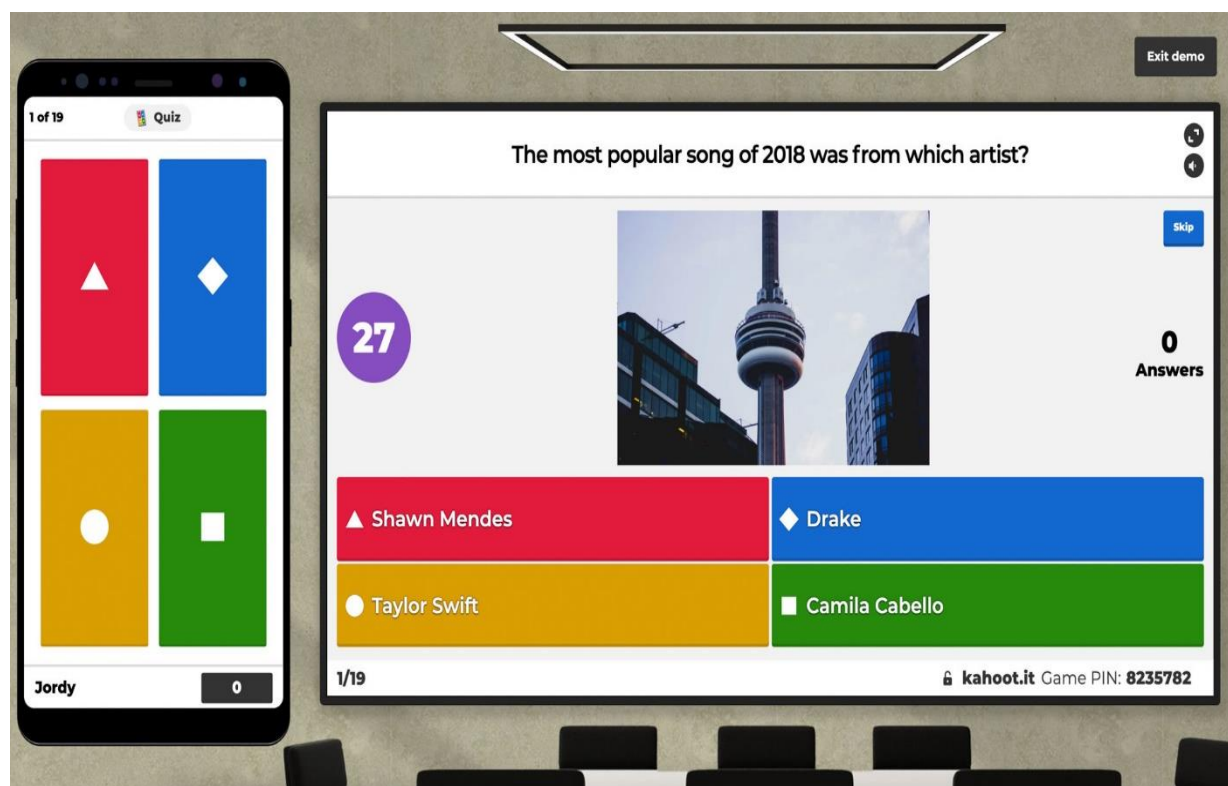 Exit demo
1 of 19
Quiz
The most popular song of 2018 was from which artist?
Skip
27
0
Answers
Shawn Mendes
Drake
Taylor Swift
Camila Cabello
Jordy
0
1/19
kahoot.it Game PIN: 8235782